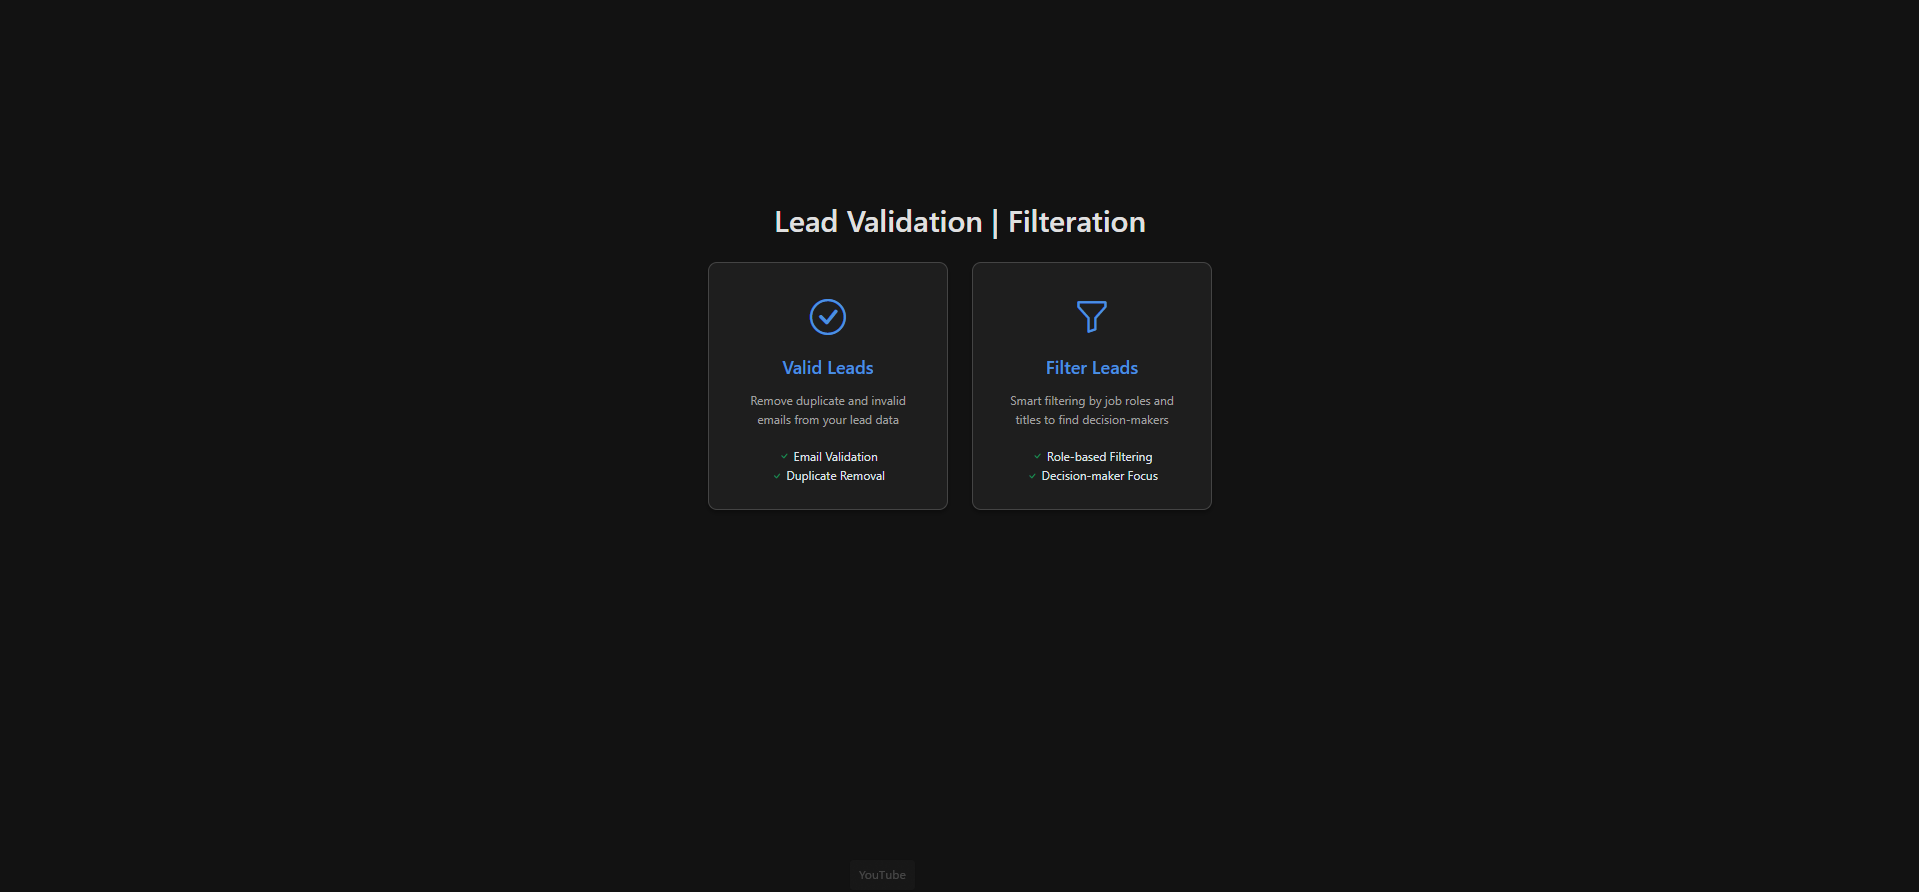 Lead Validation | Filteration
Valid Leads
Remove duplicate and invalid
emails from your lead data
Email Validation
Duplicate Removal
Filter Leads
Smart filtering by job roles and
titles to find decision-makers
Role-based Filtering
Decision-maker Focus
YouTube